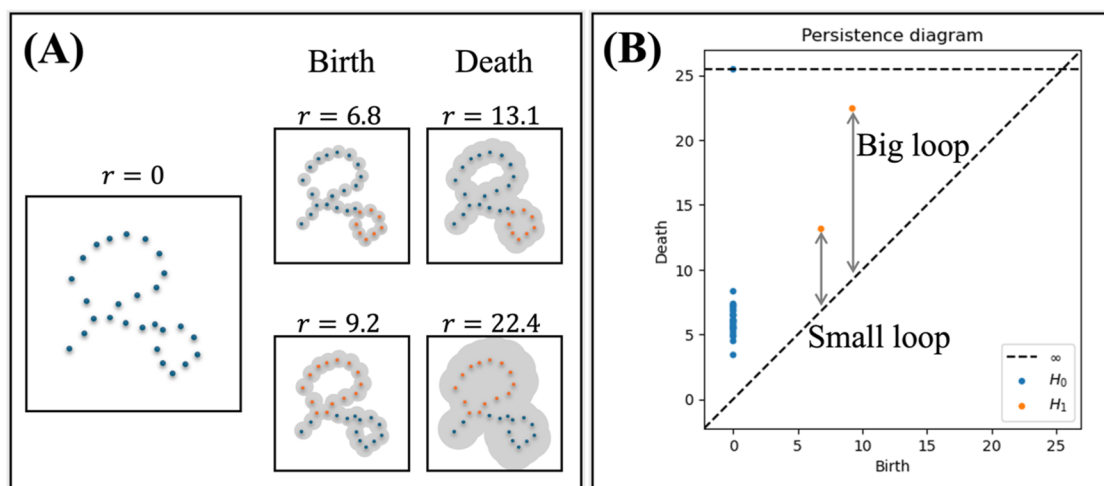 (A)
Birth
Death
r = 0
r = 6.8
r = 13.1
r = 9.2
r = 22.4
(B)
Persistence diagram
Death
25
20
15
10
5
0
Big loop
Small loop
∞
H₀
H₁
0
5
10
15
20
25
Birth